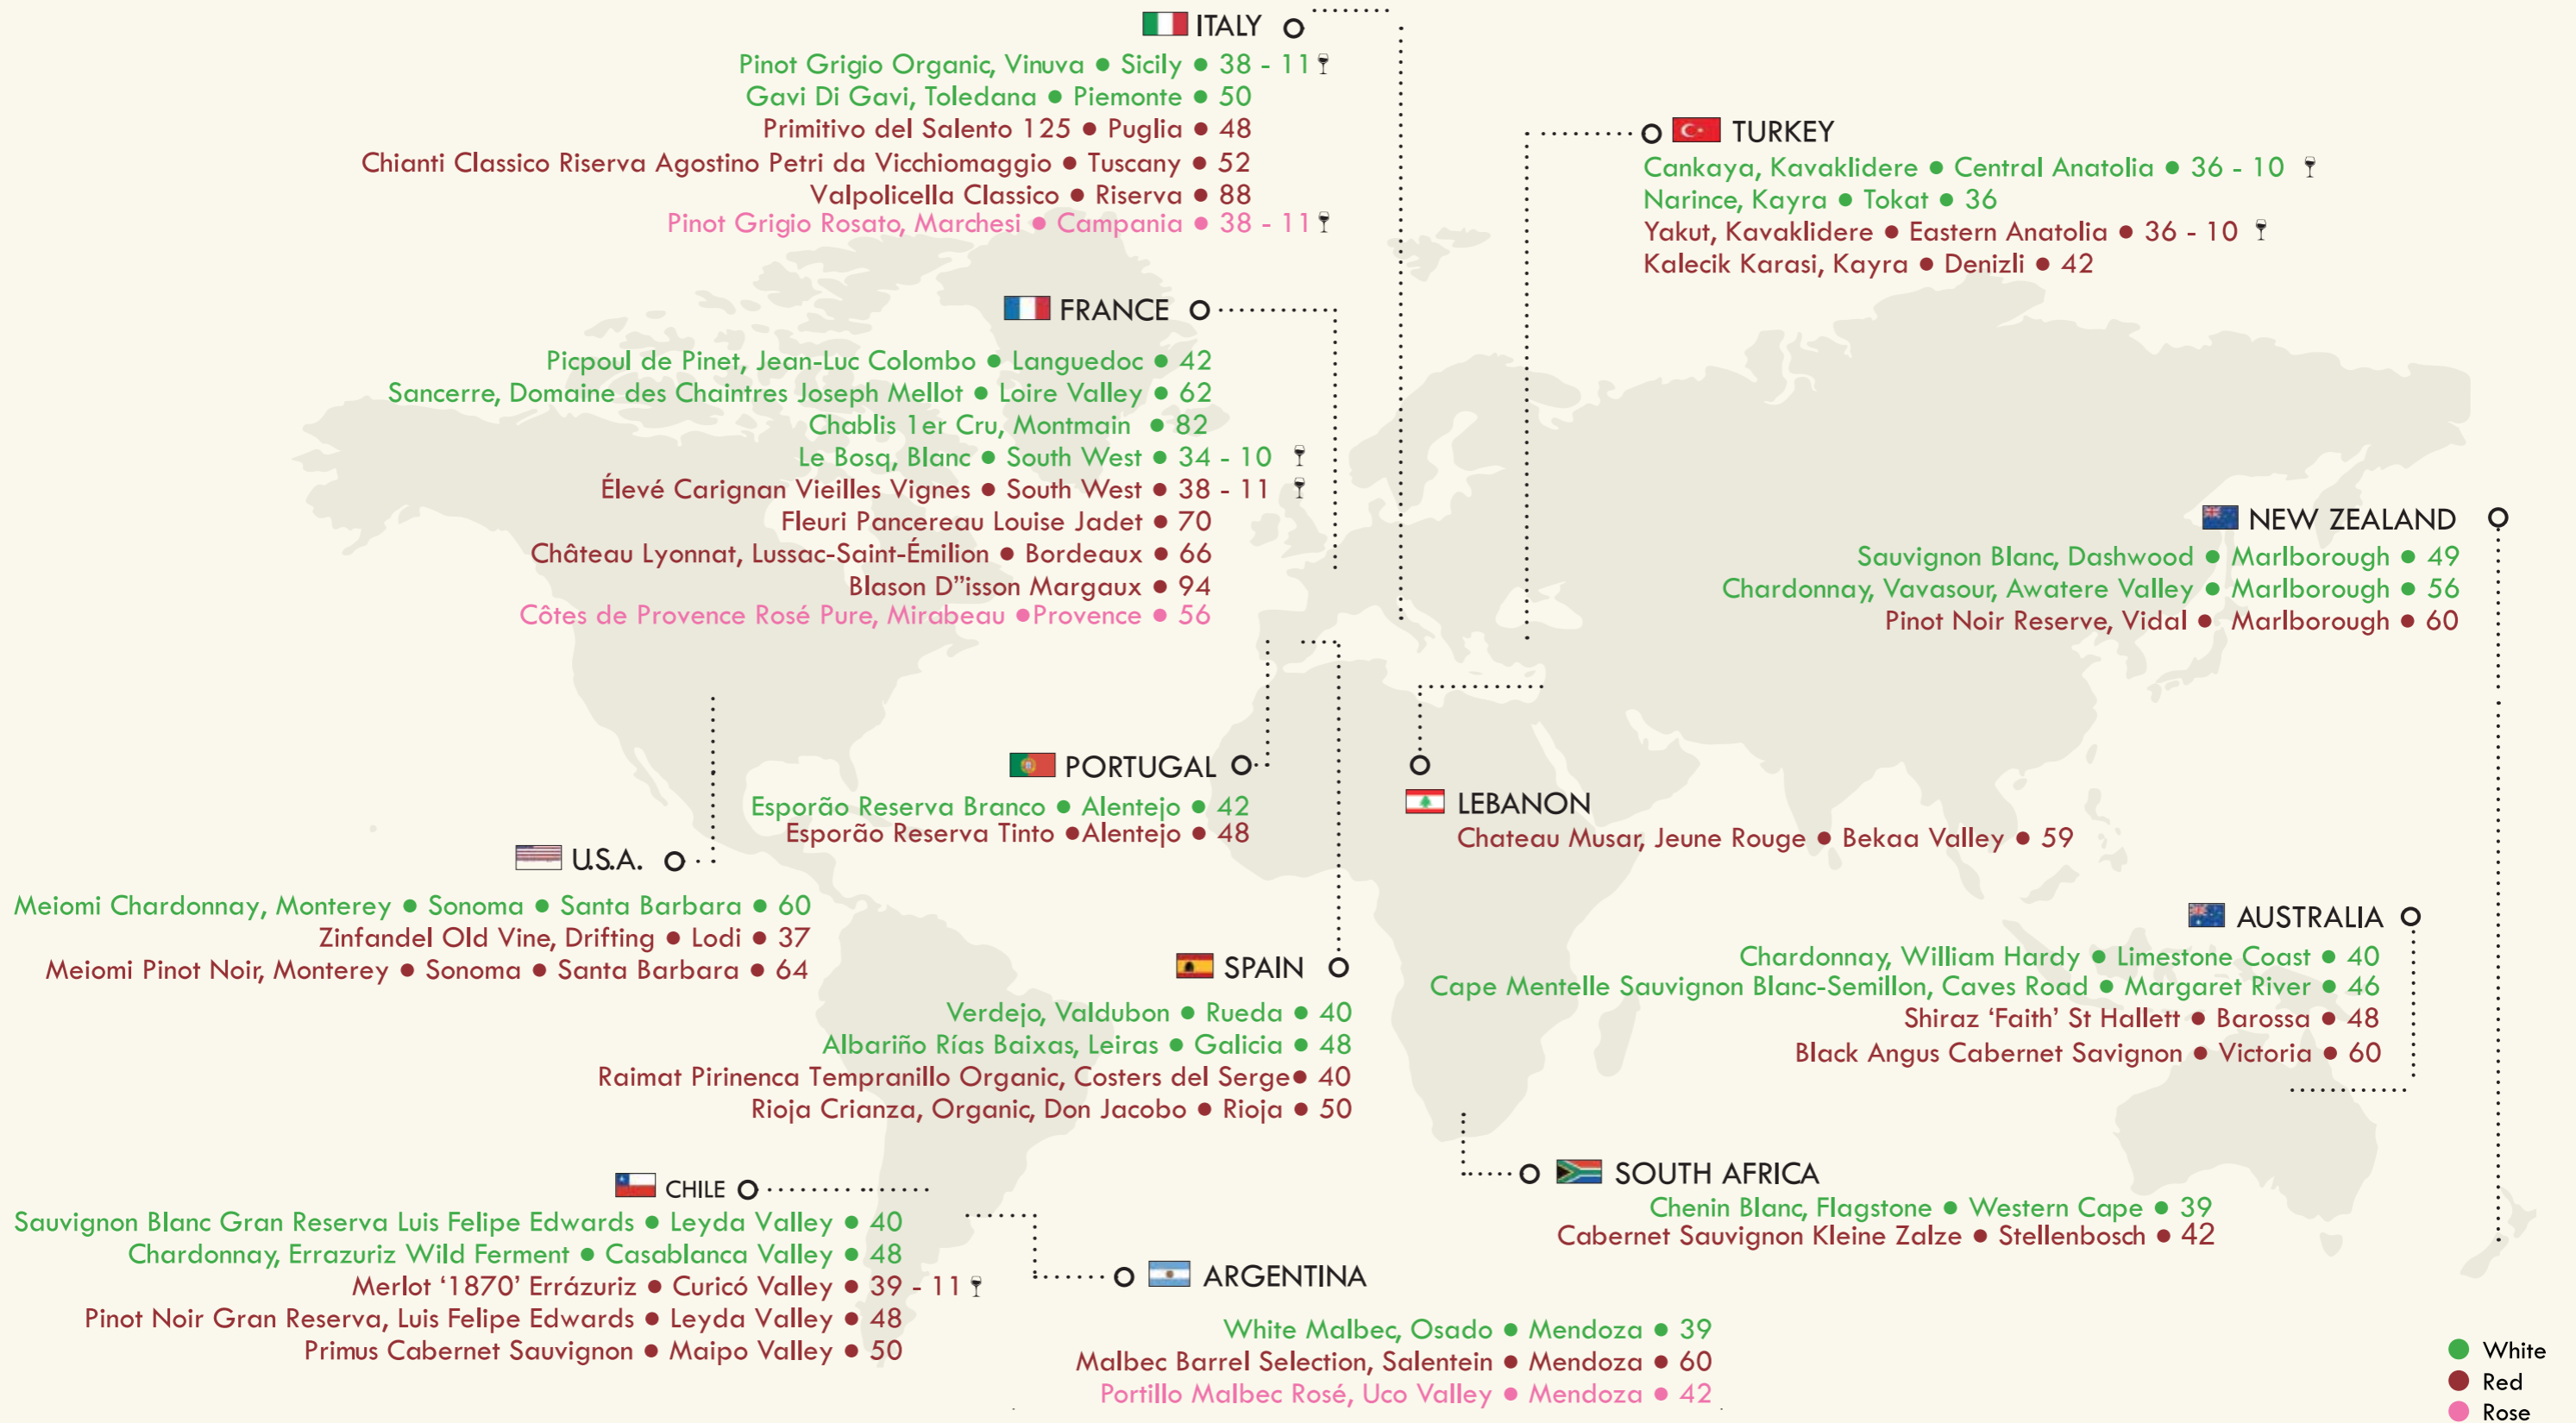 ITALY
Pinot Grigio Organic, Vinuva ● Sicily ● 38 - 11
Gavi Di Gavi, Toledana ● Piemonte ● 50
Primitivo del Salento 125 ● Puglia ● 48
Chianti Classico Riserva Agostino Petri da Vicchiomaggio ● Tuscany ● 52
Valpolicella Classico ● Riserva ● 88
Pinot Grigio Rosato, Marchesi ● Campania ● 38 - 11
TURKEY
Cankaya, Kavaklidere ● Central Anatolia ● 36 - 10
Narince, Kayra ● Tokat ● 36
Yakut, Kavaklidere ● Eastern Anatolia ● 36 - 10
Kalecik Karasi, Kayra ● Denizli ● 42
FRANCE
Picpoul de Pinet, Jean-Luc Colombo ● Languedoc ● 42
Sancerre, Domaine des Chaintres Joseph Mellot ● Loire Valley ● 62
Chablis 1er Cru, Montmain ● 82
Le Bosq, Blanc ● South West ● 34 - 10
Élevé Carignan Vieilles Vignes ● South West ● 38 - 11
Fleuri Pancereau Louise Jadet ● 70
Château Lyonnat, Lussac-Saint-Émilion ● Bordeaux ● 66
Blason D”isson Margaux ● 94
Côtes de Provence Rosé Pure, Mirabeau ●Provence ● 56
NEW ZEALAND
Sauvignon Blanc, Dashwood ● Marlborough ● 49
Chardonnay, Vavasour, Awatere Valley ● Marlborough ● 56
Pinot Noir Reserve, Vidal ● Marlborough ● 60
PORTUGAL
Esporão Reserva Branco ● Alentejo ● 42
Esporão Reserva Tinto ●Alentejo ● 48
LEBANON
Chateau Musar, Jeune Rouge ● Bekaa Valley ● 59
U.S.A.
Meiomi Chardonnay, Monterey ● Sonoma ● Santa Barbara ● 60
Zinfandel Old Vine, Drifting ● Lodi ● 37
Meiomi Pinot Noir, Monterey ● Sonoma ● Santa Barbara ● 64
SPAIN
Verdejo, Valdubon ● Rueda ● 40
Albariño Rías Baixas, Leiras ● Galicia ● 48
Raimat Pirinenca Tempranillo Organic, Costers del Serge● 40
Rioja Crianza, Organic, Don Jacobo ● Rioja ● 50
AUSTRALIA
Chardonnay, William Hardy ● Limestone Coast ● 40
Cape Mentelle Sauvignon Blanc-Semillon, Caves Road ● Margaret River ● 46
Shiraz ‘Faith’ St Hallett ● Barossa ● 48
Black Angus Cabernet Savignon ● Victoria ● 60
SOUTH AFRICA
Chenin Blanc, Flagstone ● Western Cape ● 39
Cabernet Sauvignon Kleine Zalze ● Stellenbosch ● 42
CHILE
Sauvignon Blanc Gran Reserva Luis Felipe Edwards ● Leyda Valley ● 40
Chardonnay, Errazuriz Wild Ferment ● Casablanca Valley ● 48
Merlot ‘1870’ Errázuriz ● Curicó Valley ● 39 - 11
Pinot Noir Gran Reserva, Luis Felipe Edwards ● Leyda Valley ● 48
Primus Cabernet Sauvignon ● Maipo Valley ● 50
ARGENTINA
White Malbec, Osado ● Mendoza ● 39
Malbec Barrel Selection, Salentein ● Mendoza ● 60
Portillo Malbec Rosé, Uco Valley ● Mendoza ● 42
● White
● Red
● Rose